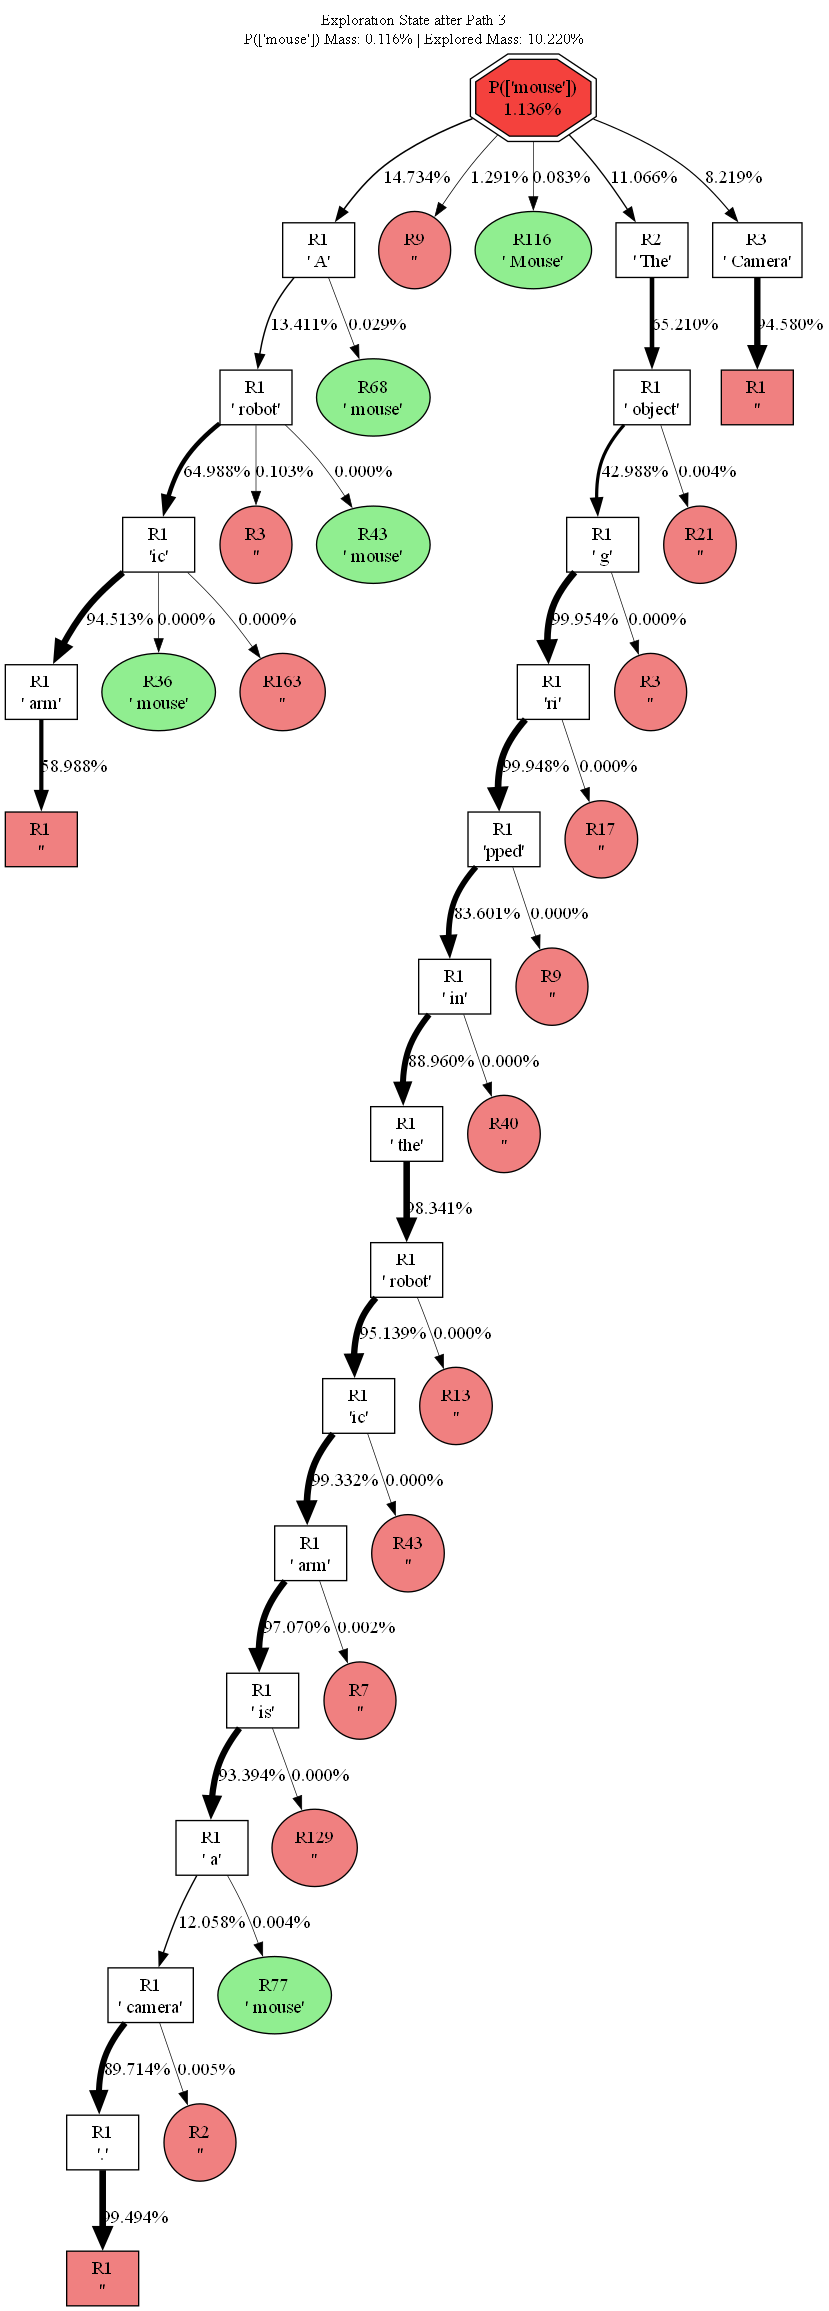 Exploration State after Path 3
P(['mouse']) Mass: 0.116% | Explored Mass: 10.220%
P(['mouse'])
1.136%
14.734%
1.291%
0.083%
11.066%
8.219%
R1
' A'
R9
''
R116
' Mouse'
R2
' The'
R3
' Camera'
13.411%
0.029%
65.210%
94.580%
R1
' robot'
R68
' mouse'
R1
' object'
R1
''
64.988%
0.103%
0.000%
42.988%
0.004%
R1
'ic'
R3
''
R43
' mouse'
R1
' g'
R21
''
94.513%
0.000%
0.000%
99.954%
0.000%
R1
' arm'
R36
' mouse'
R163
''
R1
'ri'
R3
''
58.988%
99.948%
0.000%
R1
''
R1
'pped'
R17
''
83.601%
0.000%
R1
' in'
R9
''
88.960%
0.000%
R1
' the'
R40
''
98.341%
R1
' robot'
95.139%
0.000%
R1
'ic'
R13
''
99.332%
0.000%
R1
' arm'
R43
''
97.070%
0.002%
R1
' is'
R7
''
93.394%
0.000%
R1
' a'
R129
''
12.058%
0.004%
R1
' camera'
R77
' mouse'
89.714%
0.005%
R1
'.'
R2
''
99.494%
R1
''